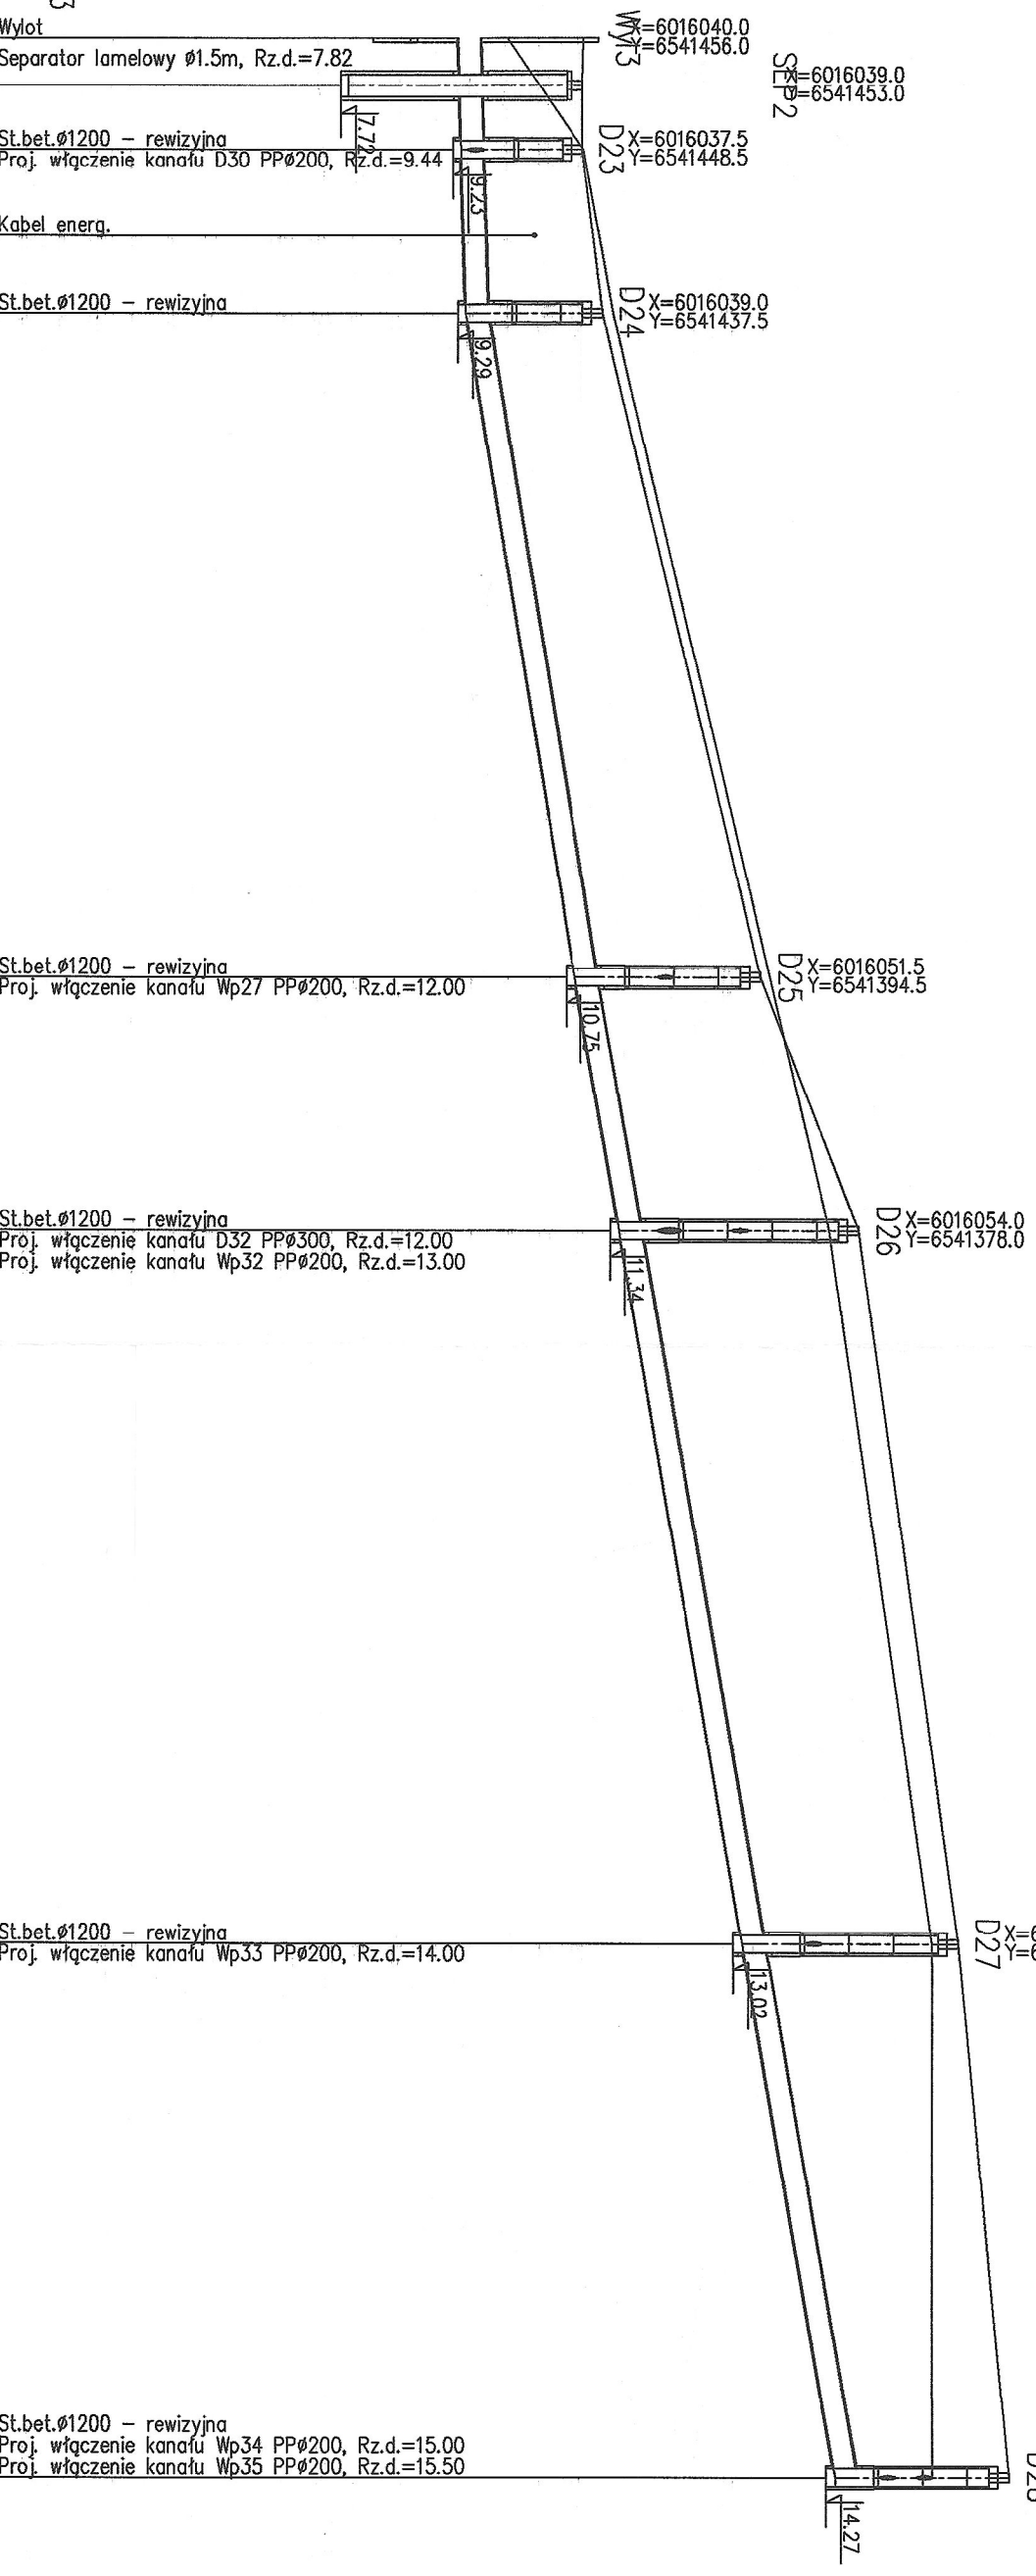 3
Wylot
Wyl3
X=6016040.0
Y=6541456.0
Separator lamelowy ø1.5m, Rz.d.=7.82
SEP2
X=6016039.0
Y=6541453.0
7.72
St.bet.ø1200 – rewizyjna
Proj. włączenie kanału D30 PPø200, Rz.d.=9.44
D23
X=6016037.5
Y=6541448.5
9.23
Kabel energ.
St.bet.ø1200 – rewizyjna
D24
X=6016039.0
Y=6541437.5
9.29
St.bet.ø1200 – rewizyjna
Proj. włączenie kanału Wp27 PPø200, Rz.d.=12.00
D25
X=6016051.5
Y=6541394.5
10.75
St.bet.ø1200 – rewizyjna
Proj. włączenie kanału D32 PPø300, Rz.d.=12.00
Proj. włączenie kanału Wp32 PPø200, Rz.d.=13.00
D26
X=6016054.0
Y=6541378.0
11.34
St.bet.ø1200 – rewizyjna
Proj. włączenie kanału Wp33 PPø200, Rz.d.=14.00
D27
X=6
Y=6
13.02
St.bet.ø1200 – rewizyjna
Proj. włączenie kanału Wp34 PPø200, Rz.d.=15.00
Proj. włączenie kanału Wp35 PPø200, Rz.d.=15.50
14.27